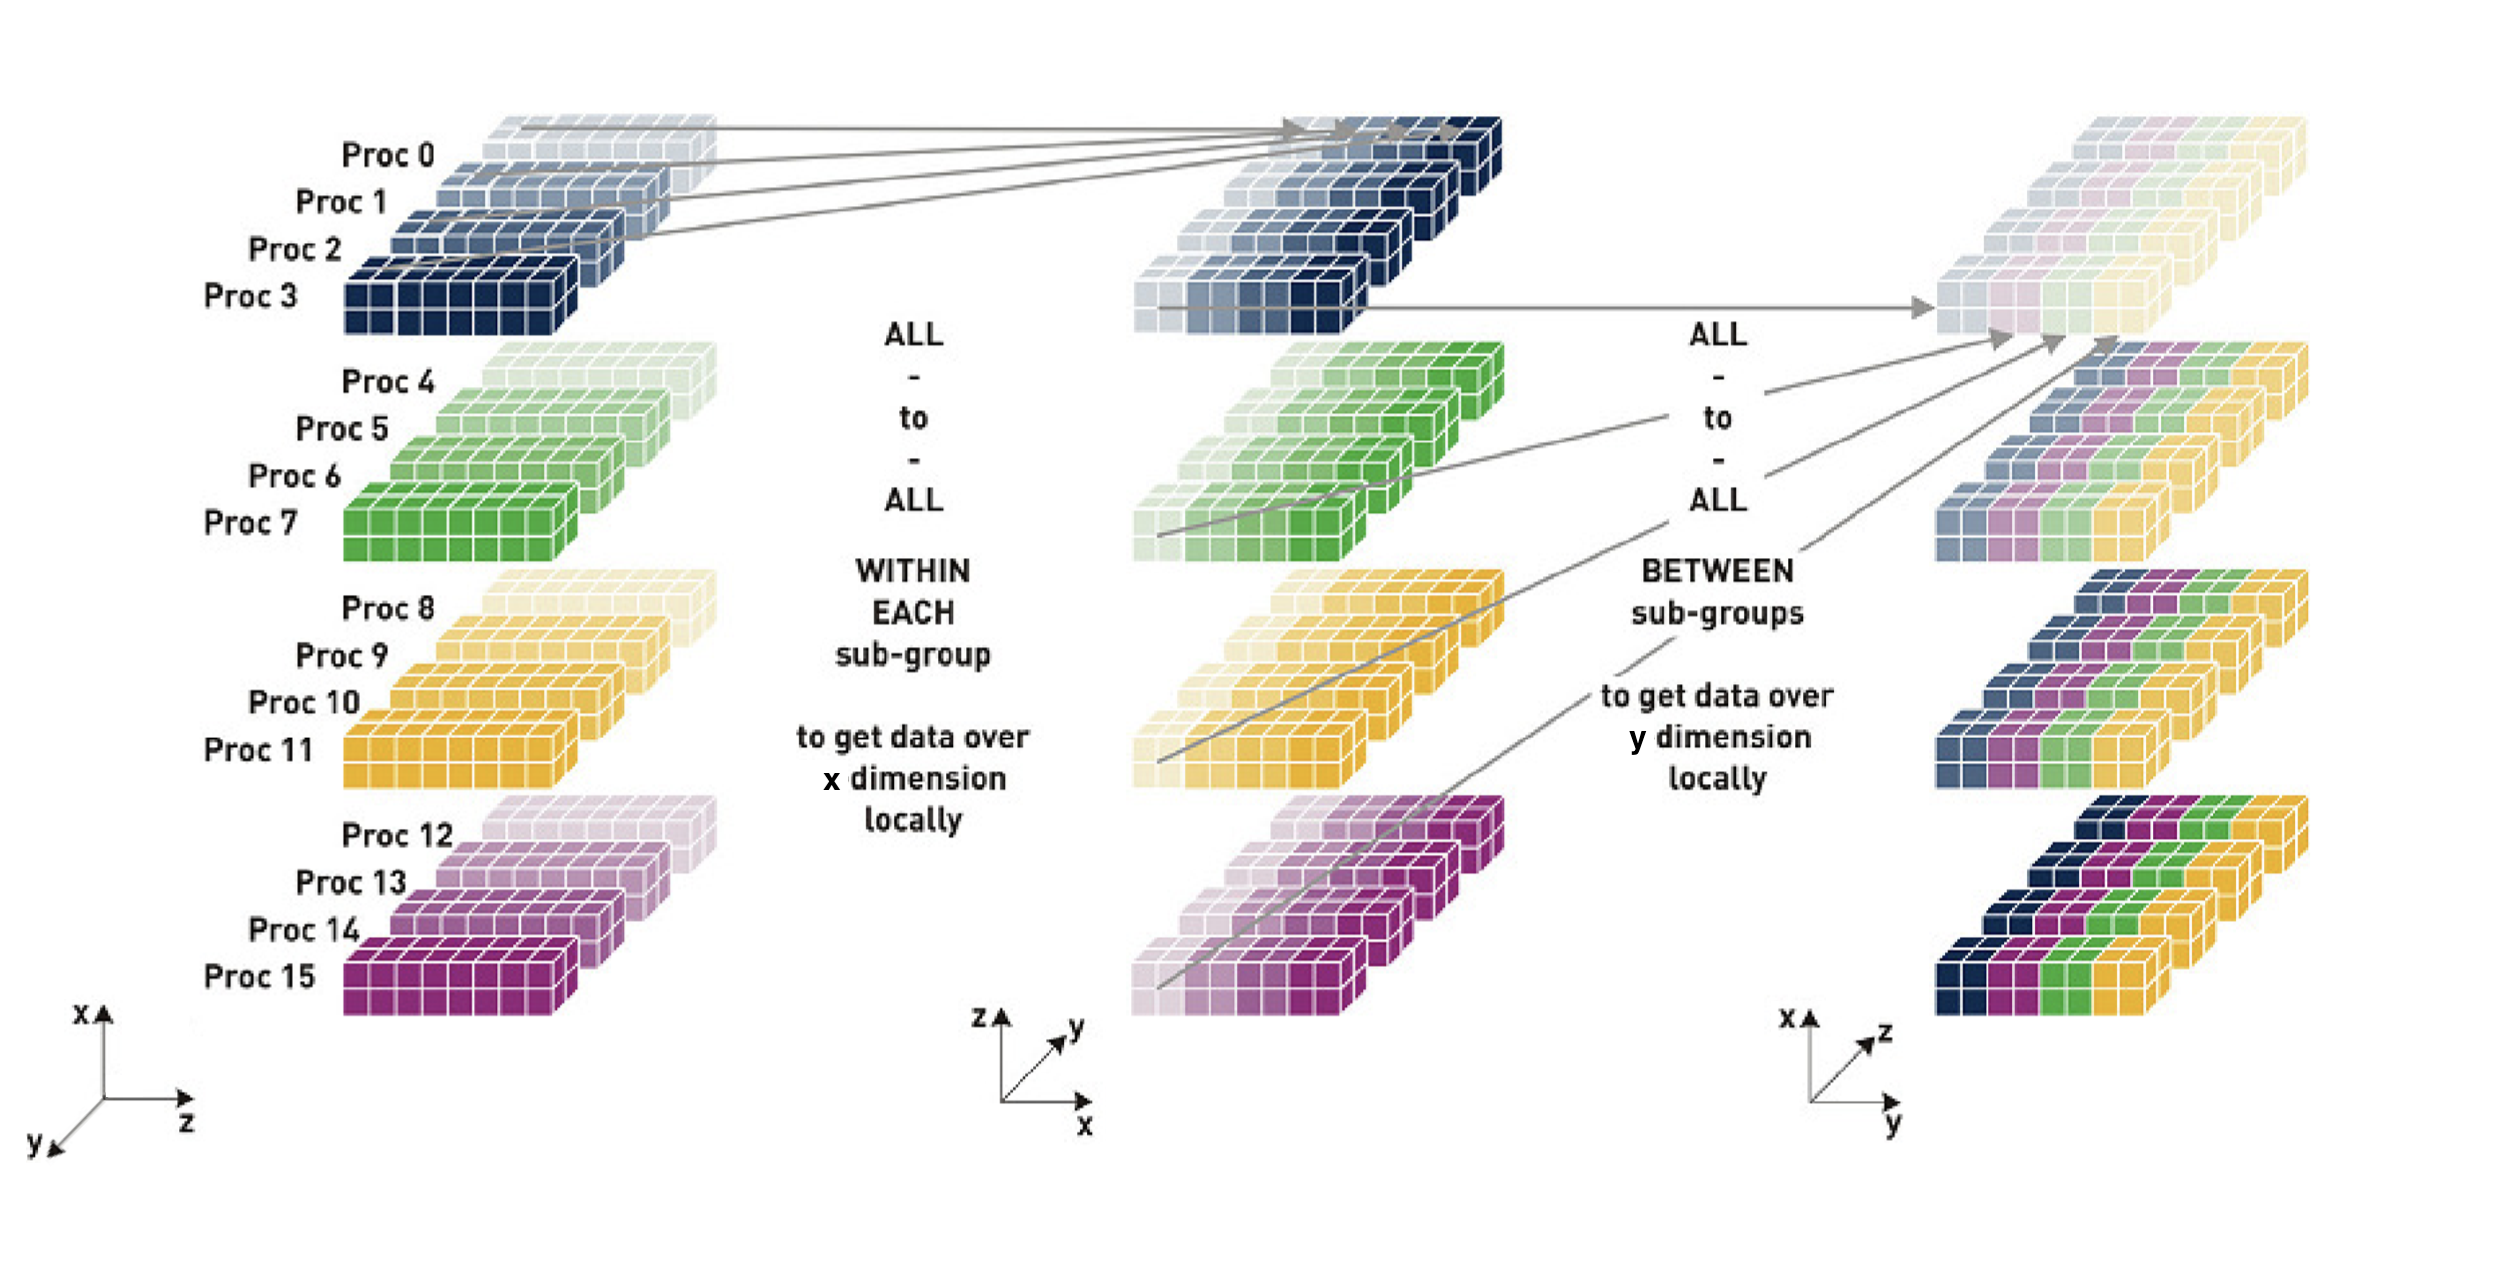 Proc 0
Proc 1
Proc 2
Proc 3
Proc 4
Proc 5
Proc 6
Proc 7
Proc 8
Proc 9
Proc 10
Proc 11
Proc 12
Proc 13
Proc 14
Proc 15
x
y
z
ALL
-
to
-
ALL
WITHIN
EACH
sub-group
to get data over
x dimension
locally
z
y
x
ALL
-
to
-
ALL
BETWEEN
sub-groups
to get data over
y dimension
locally
x
z
y